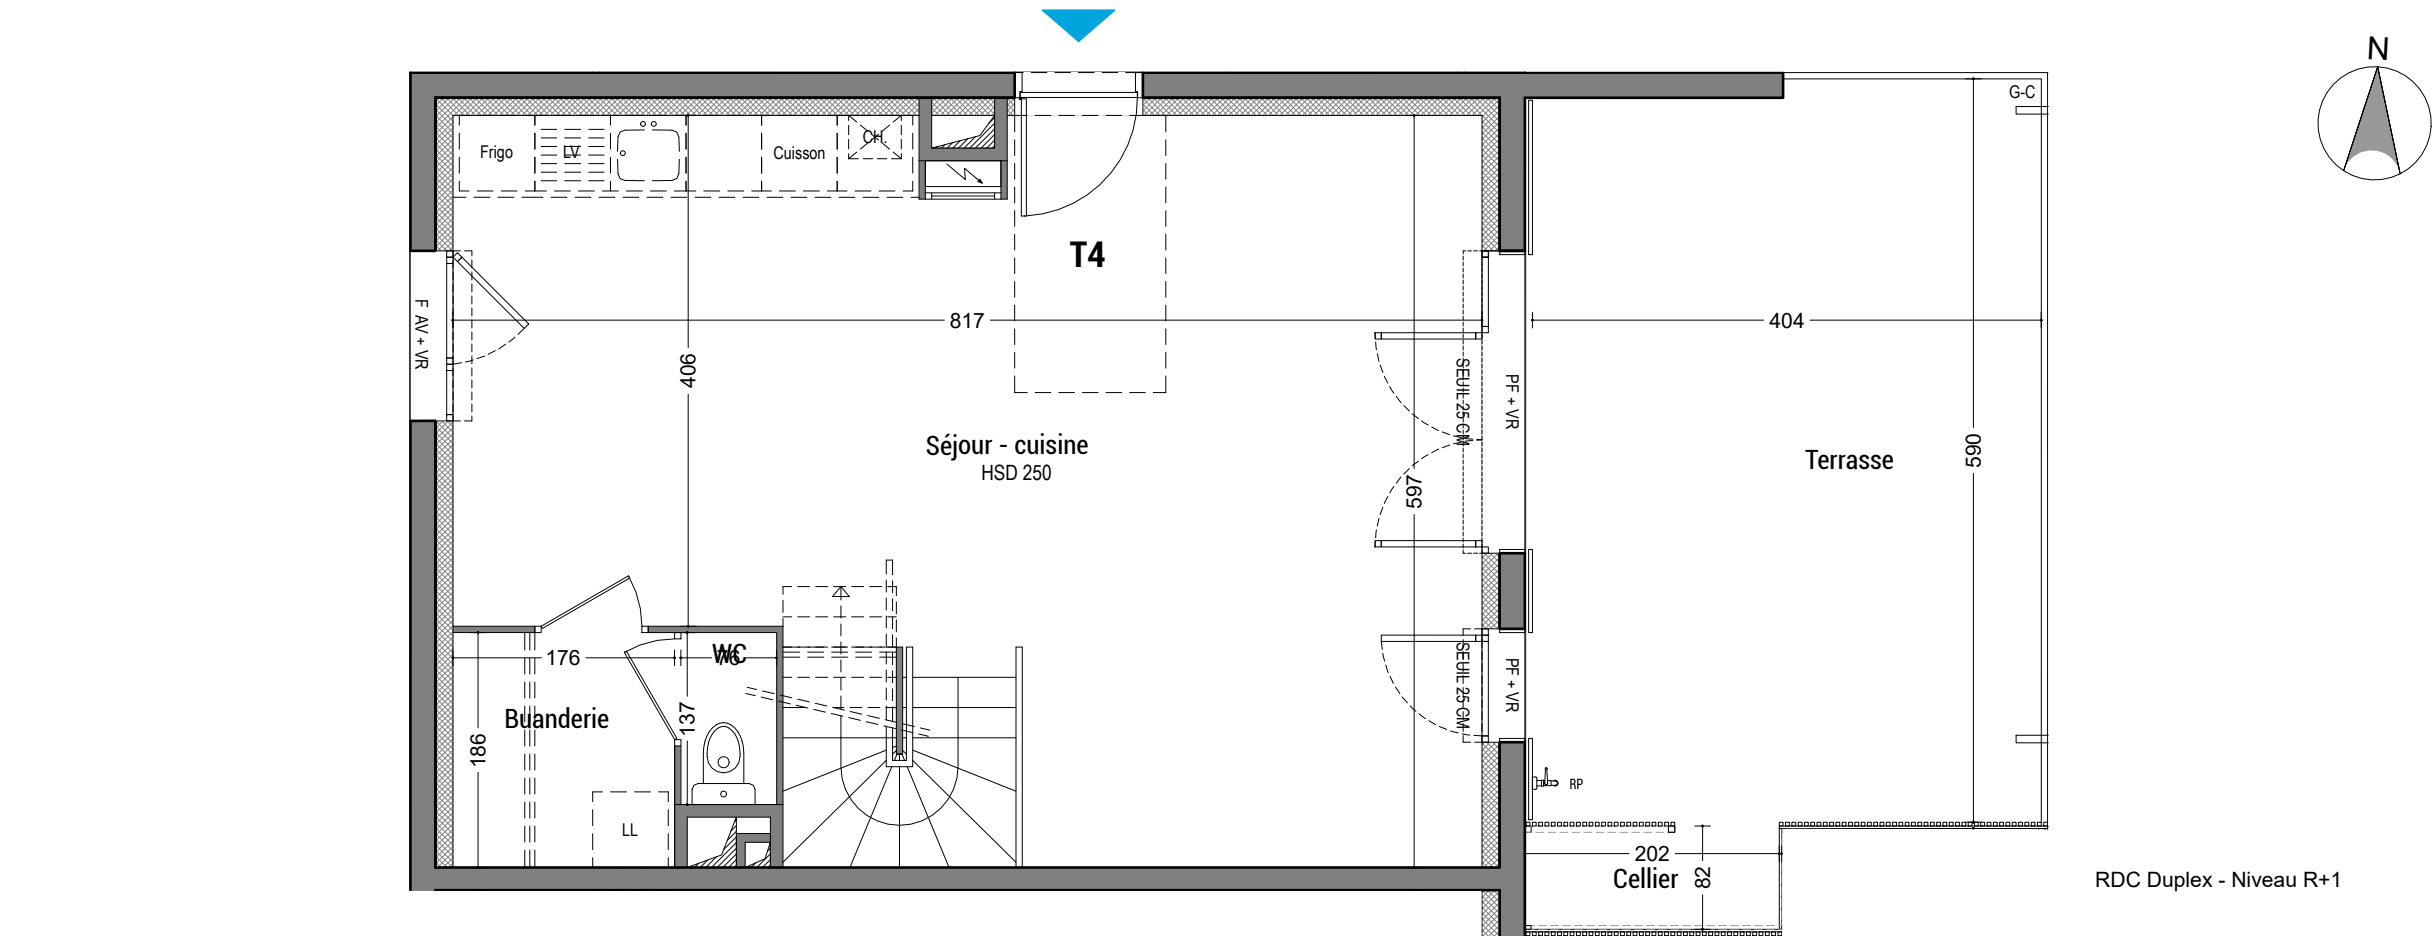 N
G-C
Frigo
LV
Cuisson
CH.
T4
F AV + VR
817
404
406
SEUIL 25 CM
PF + VR
Séjour - cuisine
HSD 250
597
Terrasse
590
WC
176
76
SEUIL 25 CM
PF + VR
Buanderie
137
186
RP
LL
202
Cellier
82
RDC Duplex - Niveau R+1